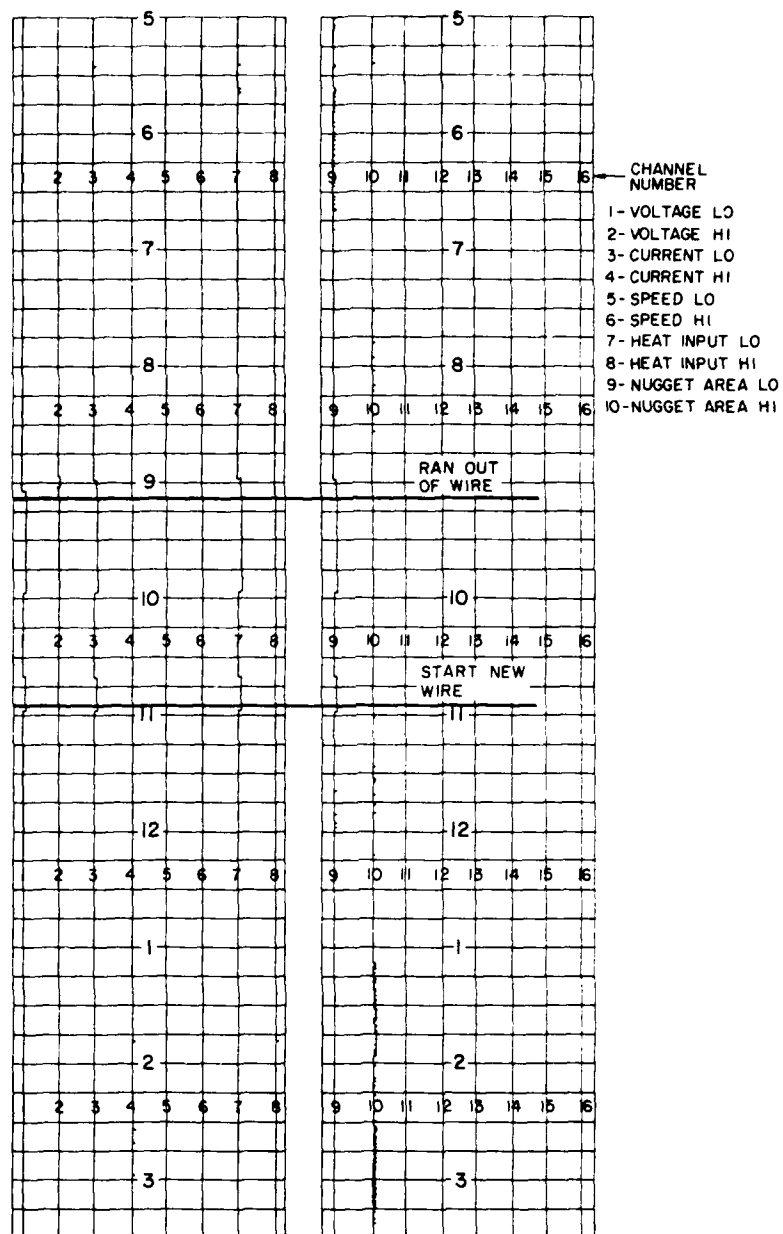 5 5
6 6
1 2 3 4 5 6 7 8 9 10 11 12 13 14 15 16 CHANNEL
NUMBER
1-VOLTAGE LO
2-VOLTAGE HI
3-CURRENT LO
4-CURRENT HI
5-SPEED LO
6-SPEED HI
7-HEAT INPUT LO
8-HEAT INPUT HI
9-NUGGET AREA LO
10-NUGGET AREA HI
7 7
8 8
2 3 4 5 6 7 8 9 10 11 12 13 14 15 16
9
RAN OUT
OF WIRE
10 10
2 3 4 5 6 7 8 9 10 11 12 13 14 15 16
START NEW
WIRE
11 11
12 12
2 3 4 5 6 7 8 9 10 11 12 13 14 15 16
1 1
2 2
2 3 4 5 6 7 8 9 10 11 12 13 14 15 16
3 3